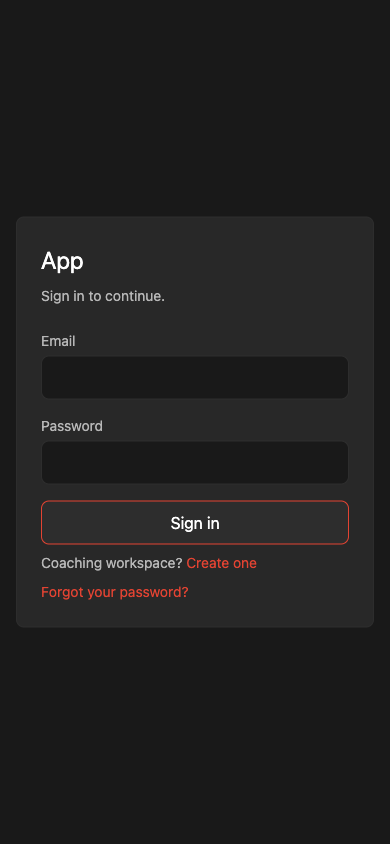 App
Sign in to continue.
Email
Password
Sign in
Coaching workspace? Create one
Forgot your password?